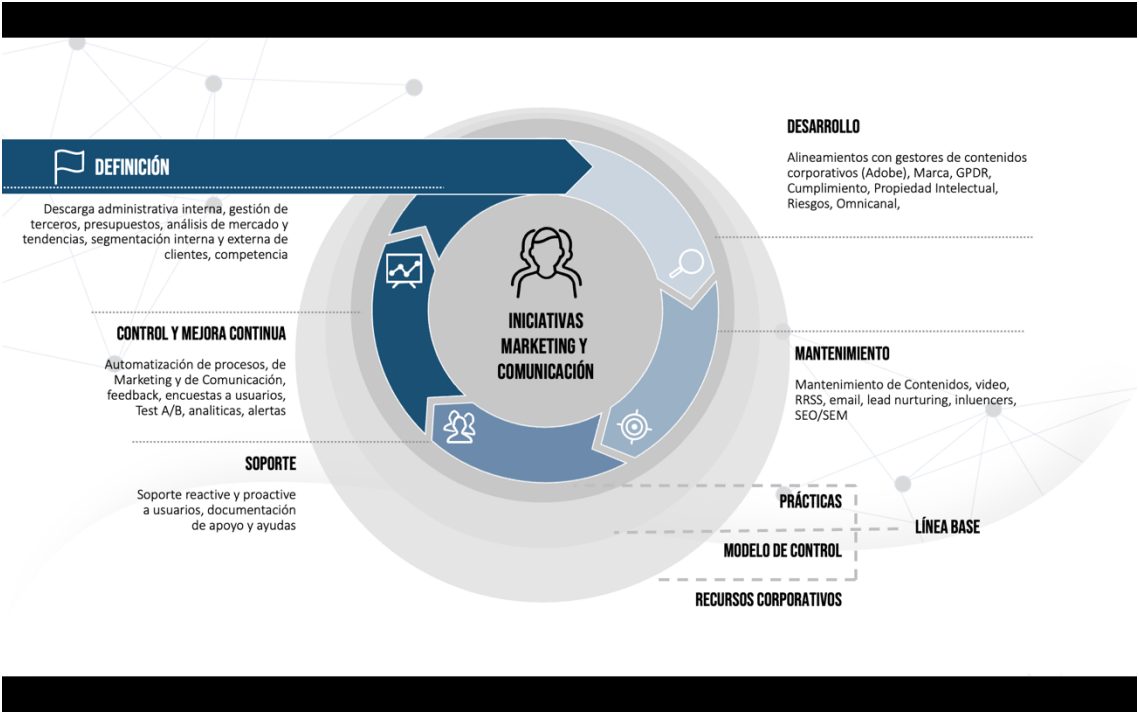 DEFINICIÓN
Descarga administrativa interna, gestión de
terceros, presupuestos, análisis de mercado y
tendencias, segmentación interna y externa de
clientes, competencia
CONTROL Y MEJORA CONTINUA
Automatización de procesos, de
Marketing y de Comunicación,
feedback, encuestas a usuarios,
Test A/B, analiticas, alertas
SOPORTE
Soporte reactive y proactive
a usuarios, documentación
de apoyo y ayudas
INICIATIVAS
MARKETING Y
COMUNICACIÓN
DESARROLLO
Alineamientos con gestores de contenidos
corporativos (Adobe), Marca, GPDR,
Cumplimiento, Propiedad Intelectual,
Riesgos, Omnicanal,
MANTENIMIENTO
Mantenimiento de Contenidos, video,
RRSS, email, lead nurturing, inluencers,
SEO/SEM
PRÁCTICAS
LÍNEA BASE
MODELO DE CONTROL
RECURSOS CORPORATIVOS